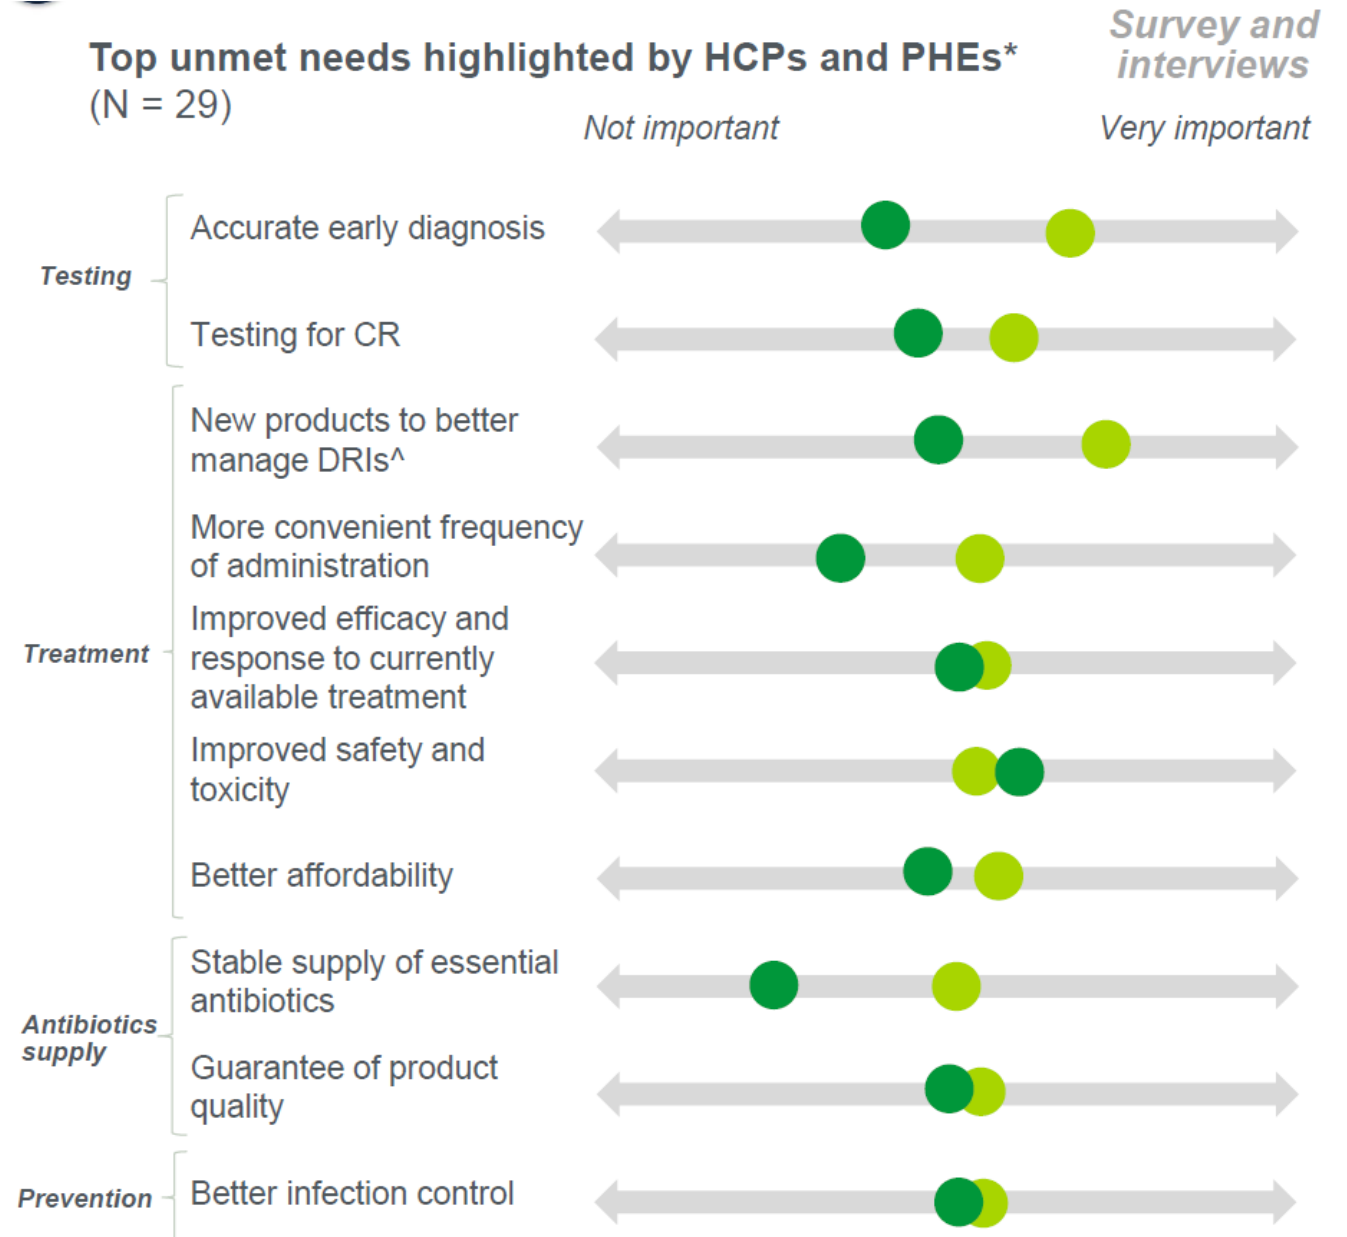 Top unmet needs highlighted by HCPs and PHEs*
(N = 29)
Survey and
interviews
Not important
Very important
Testing
Accurate early diagnosis
Testing for CR
Treatment
New products to better
manage DRIs^
More convenient frequency
of administration
Improved efficacy and
response to currently
available treatment
Improved safety and
toxicity
Better affordability
Antibiotics
supply
Stable supply of essential
antibiotics
Guarantee of product
quality
Prevention
Better infection control